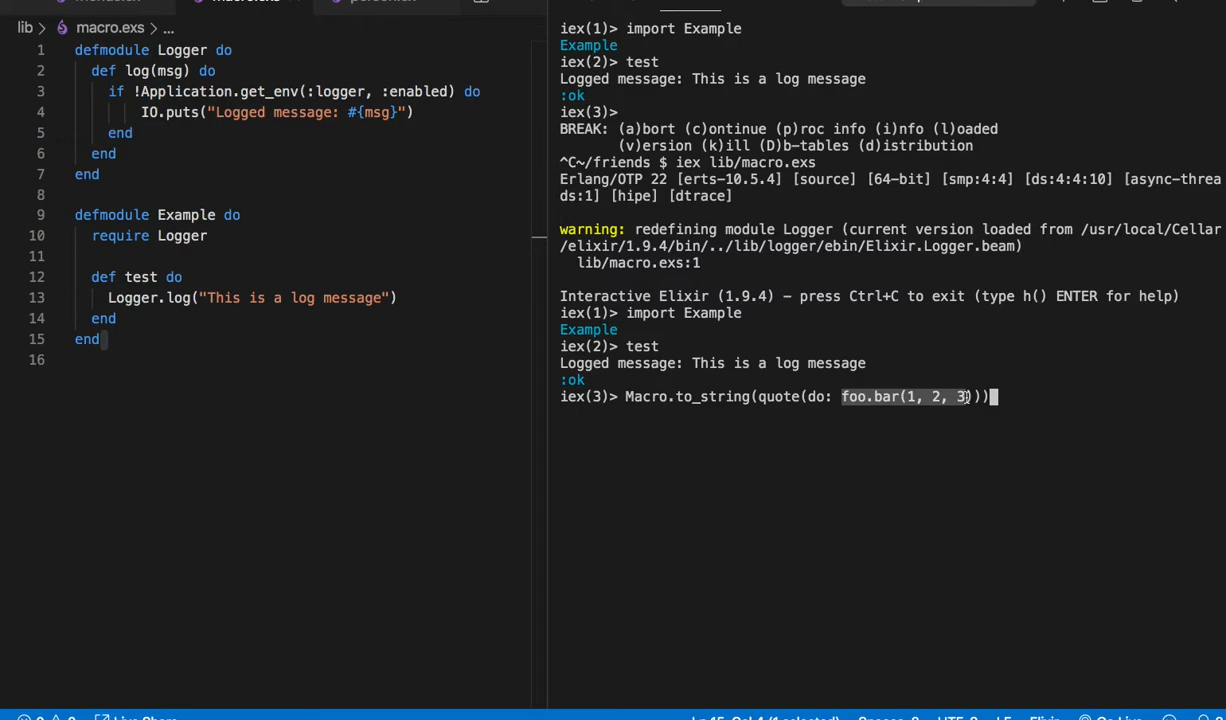 lib > macro.exs > ...
1 defmodule Logger do
2 def log(msg) do
3 if !Application.get_env(:logger, :enabled) do
4 IO.puts("Logged message: #{msg}")
5 end
6 end
7 end
8
9 defmodule Example do
10 require Logger
11
12 def test do
13 Logger.log("This is a log message")
14 end
15 end
16
iex(1)> import Example
Example
iex(2)> test
Logged message: This is a log message
:ok
iex(3)>
BREAK: (a)bort (c)ontinue (p)roc info (i)nfo (l)oaded
(v)ersion (k)ill (D)b-tables (d)istribution
^C~/friends $ iex lib/macro.exs
Erlang/OTP 22 [erts-10.5.4] [source] [64-bit] [smp:4:4] [ds:4:4:10] [async-threa
ds:1] [hipe] [dtrace]
warning: redefining module Logger (current version loaded from /usr/local/Cellar
/elixir/1.9.4/bin/../lib/logger/ebin/Elixir.Logger.beam)
lib/macro.exs:1
Interactive Elixir (1.9.4) - press Ctrl+C to exit (type h() ENTER for help)
iex(1)> import Example
Example
iex(2)> test
Logged message: This is a log message
:ok
iex(3)> Macro.to_string(quote(do: foo.bar(1, 2, 3)))